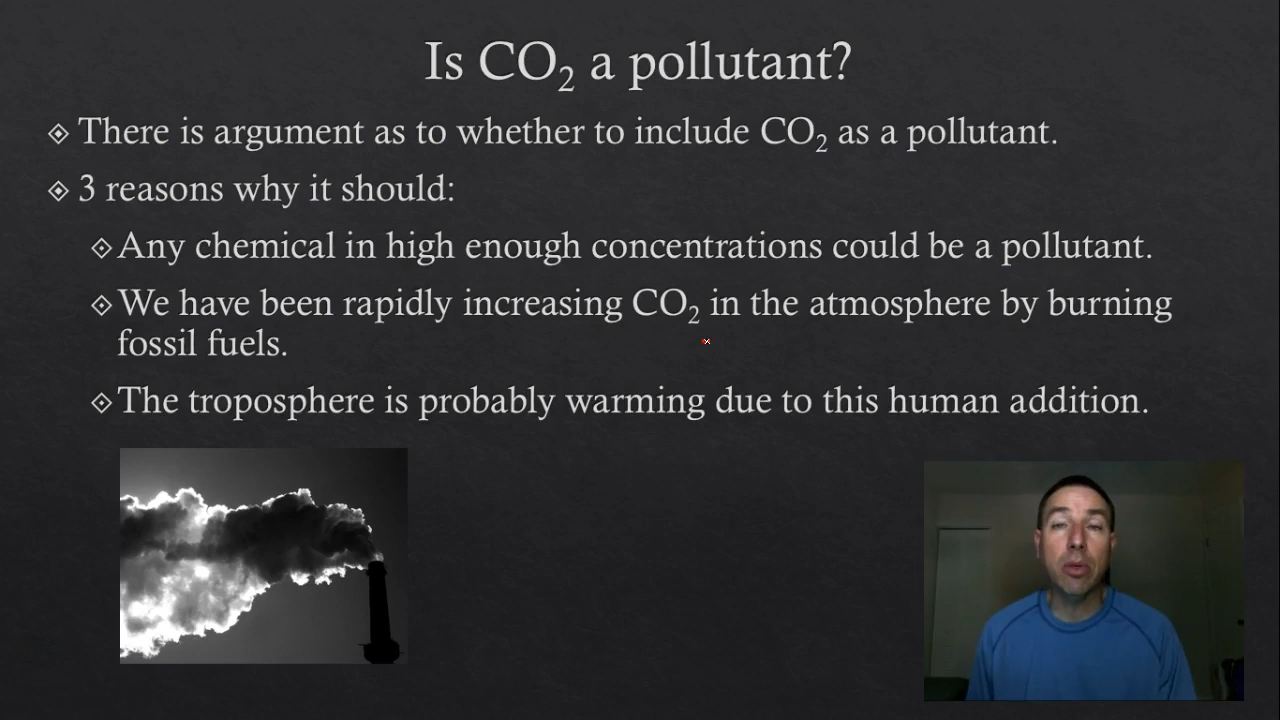 Is CO₂ a pollutant?
There is argument as to whether to include CO₂ as a pollutant.
3 reasons why it should:
Any chemical in high enough concentrations could be a pollutant.
We have been rapidly increasing CO₂ in the atmosphere by burning
fossil fuels.
The troposphere is probably warming due to this human addition.